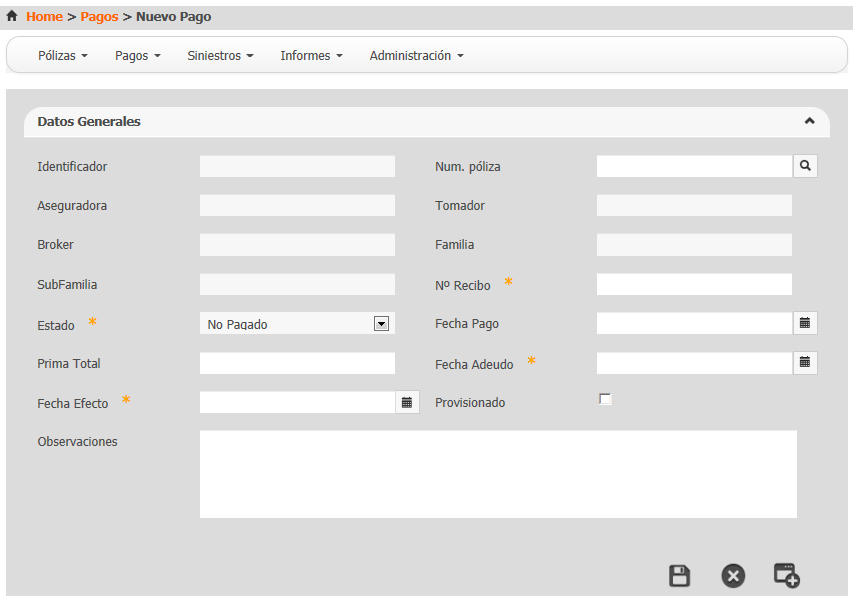 Home > Pagos > Nuevo Pago
Pólizas Pagos Siniestros Informes Administración
Datos Generales
Identificador Num. póliza
Aseguradora Tomador
Broker Familia
SubFamilia Nº Recibo *
Estado * No Pagado Fecha Pago
Prima Total Fecha Adeudo *
Fecha Efecto * Provisionado
Observaciones